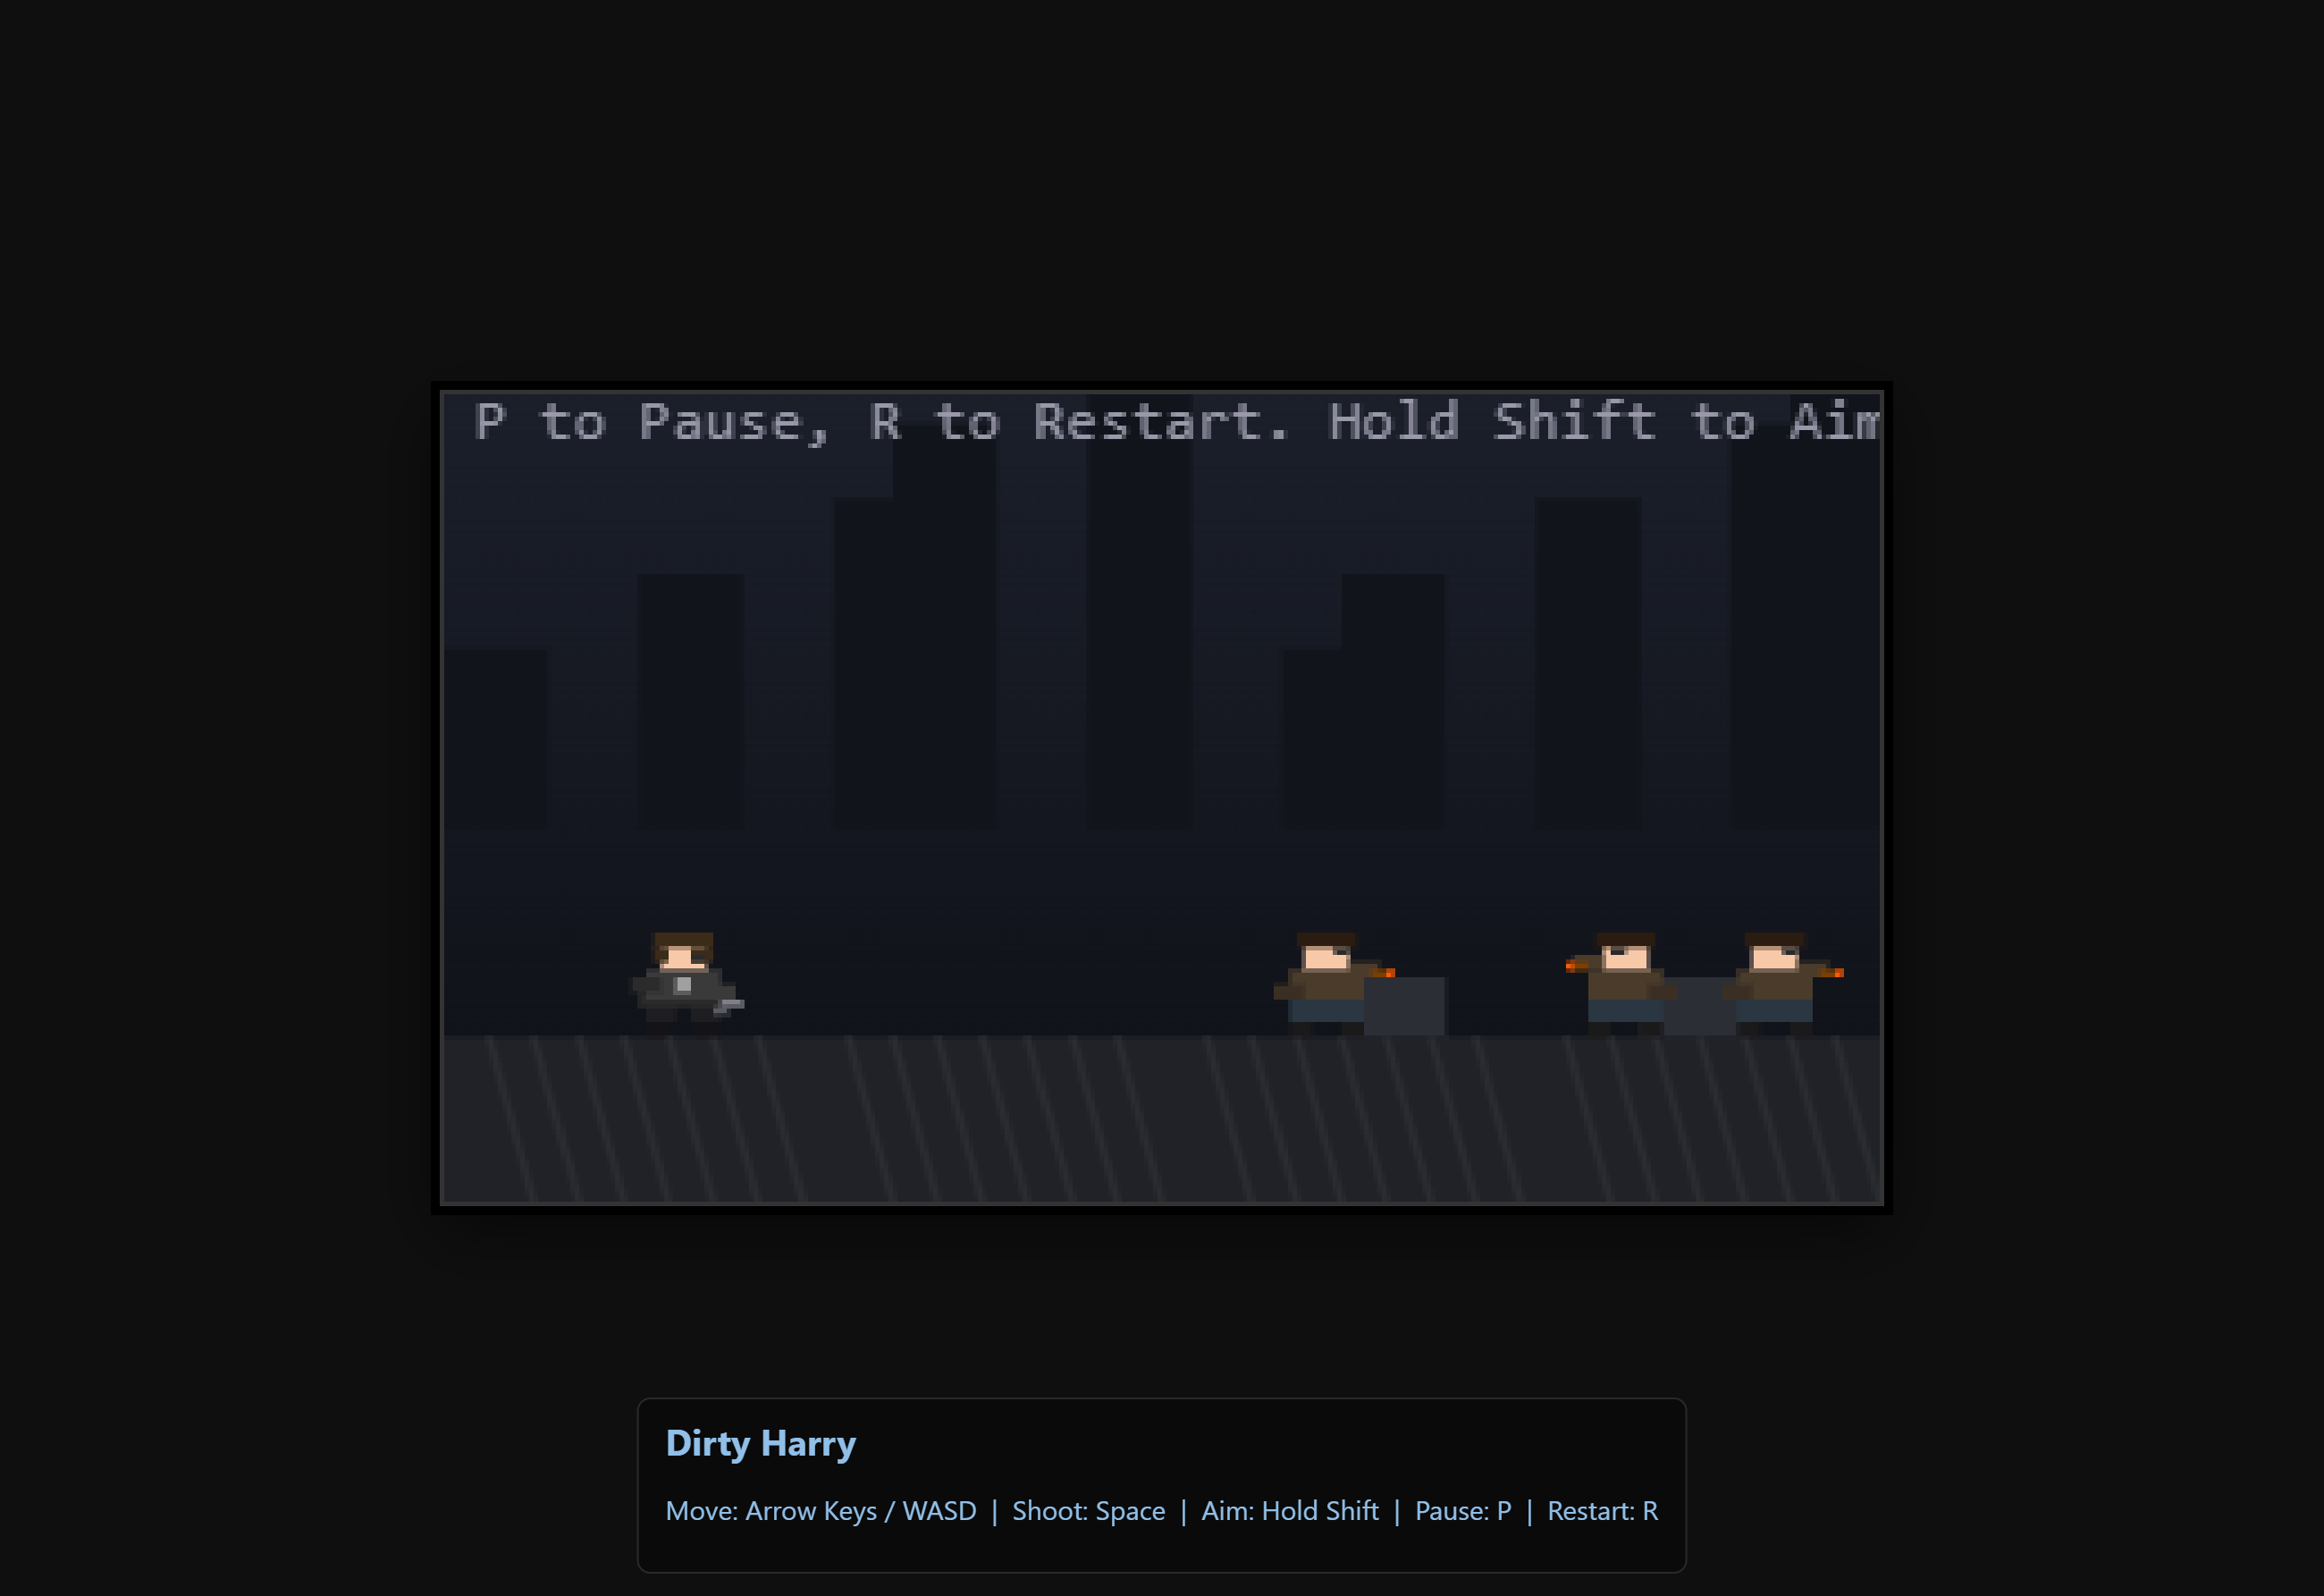 P to Pause, R to Restart. Hold Shift to Aim
Dirty Harry
Move: Arrow Keys / WASD | Shoot: Space | Aim: Hold Shift | Pause: P | Restart: R